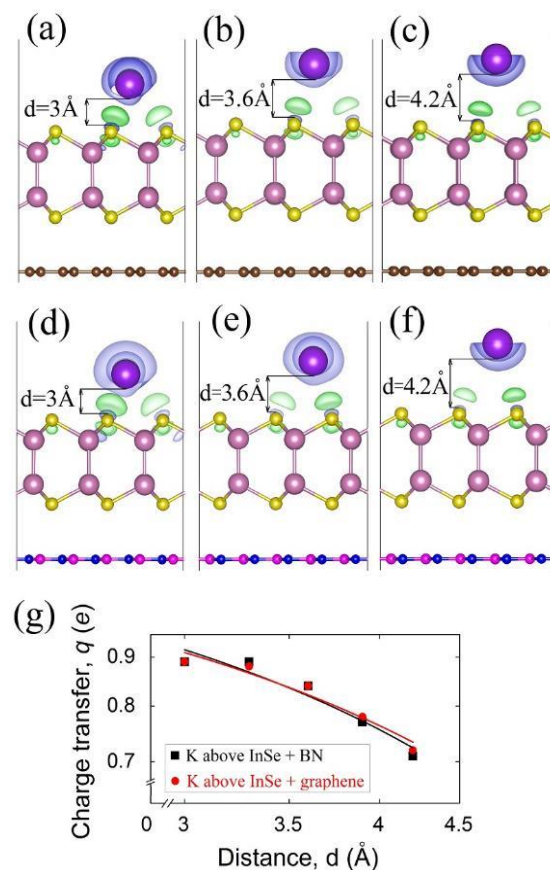 (a)
(b)
(c)
d=3Å
d=3.6Å
d=4.2Å
(d)
(e)
(f)
d=3Å
d=3.6Å
d=4.2Å
(g)
Charge transfer, q (e)
0.9
0.8
0.7
K above InSe + BN
K above InSe + graphene
0 3 3.5 4 4.5
Distance, d (Å)